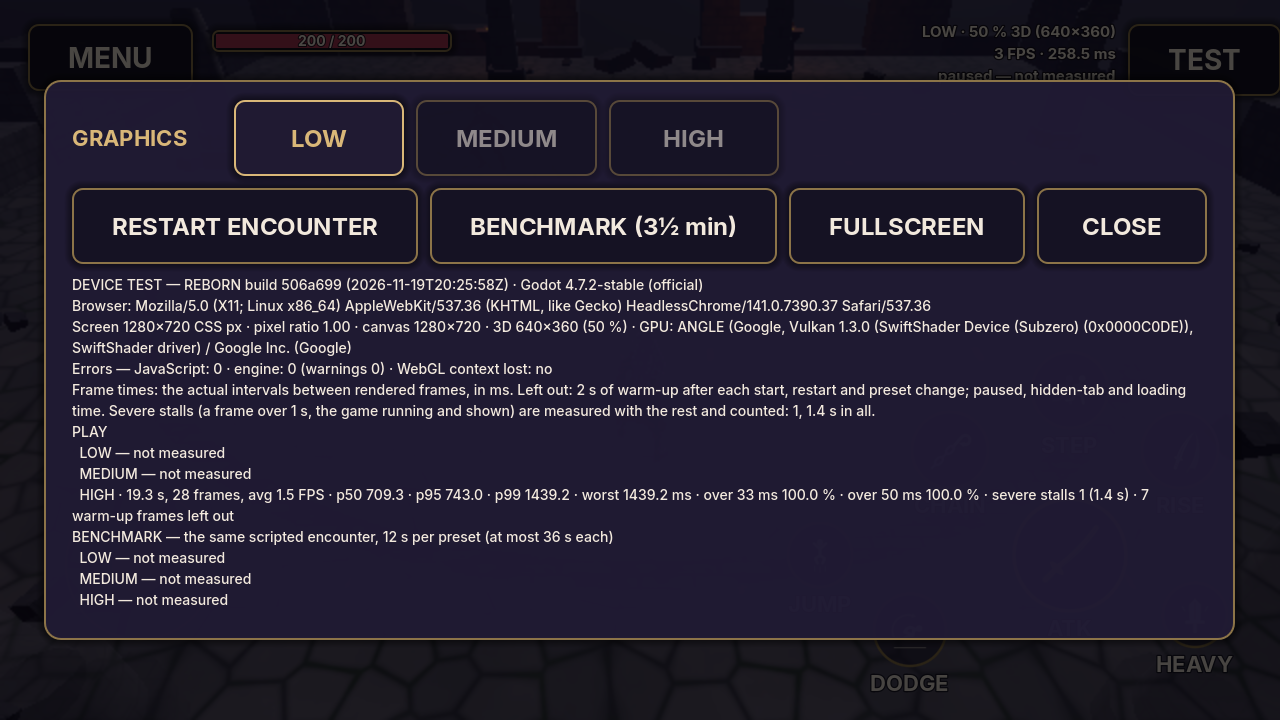 MENU
200 / 200
LOW · 50 % 3D (640×360)
3 FPS · 258.5 ms
paused — not measured
TEST
GRAPHICS
LOW
MEDIUM
HIGH
RESTART ENCOUNTER
BENCHMARK (3½ min)
FULLSCREEN
CLOSE
DEVICE TEST — REBORN build 506a699 (2026-11-19T20:25:58Z) · Godot 4.7.2-stable (official)
Browser: Mozilla/5.0 (X11; Linux x86_64) AppleWebKit/537.36 (KHTML, like Gecko) HeadlessChrome/141.0.7390.37 Safari/537.36
Screen 1280×720 CSS px · pixel ratio 1.00 · canvas 1280×720 · 3D 640×360 (50 %) · GPU: ANGLE (Google, Vulkan 1.3.0 (SwiftShader Device (Subzero) (0x0000C0DE)),
SwiftShader driver) / Google Inc. (Google)
Errors — JavaScript: 0 · engine: 0 (warnings 0) · WebGL context lost: no
Frame times: the actual intervals between rendered frames, in ms. Left out: 2 s of warm-up after each start, restart and preset change; paused, hidden-tab and loading
time. Severe stalls (a frame over 1 s, the game running and shown) are measured with the rest and counted: 1, 1.4 s in all.
PLAY
LOW — not measured
MEDIUM — not measured
HIGH · 19.3 s, 28 frames, avg 1.5 FPS · p50 709.3 · p95 743.0 · p99 1439.2 · worst 1439.2 ms · over 33 ms 100.0 % · over 50 ms 100.0 % · severe stalls 1 (1.4 s) · 7
warm-up frames left out
BENCHMARK — the same scripted encounter, 12 s per preset (at most 36 s each)
LOW — not measured
MEDIUM — not measured
HIGH — not measured
HEAVY
DODGE